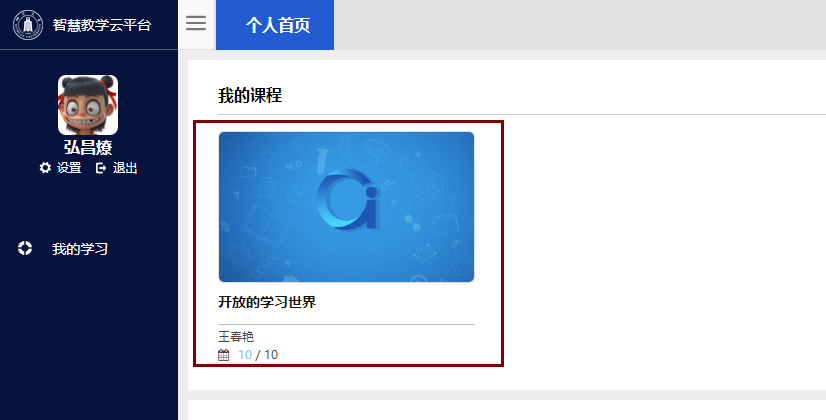 智慧教学云平台
个人首页
弘昌燎
设置 退出
我的学习
我的课程
开放的学习世界
王春艳
10 / 10